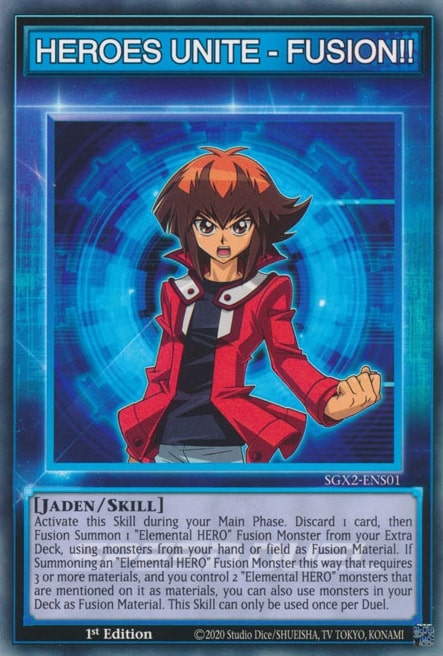 HEROES UNITE - FUSION!!
SGX2-ENS01
[JADEN/SKILL]
Activate this Skill during your Main Phase. Discard 1 card, then
Fusion Summon 1 "Elemental HERO" Fusion Monster from your Extra
Deck, using monsters from your hand or field as Fusion Material. If
Summoning an "Elemental HERO" Fusion Monster this way that requires
3 or more materials, and you control 2 "Elemental HERO" monsters that
are mentioned on it as materials, you can also use monsters in your
Deck as Fusion Material. This Skill can only be used once per Duel.
1st Edition
©2020 Studio Dice/SHUEISHA, TV TOKYO, KONAMI